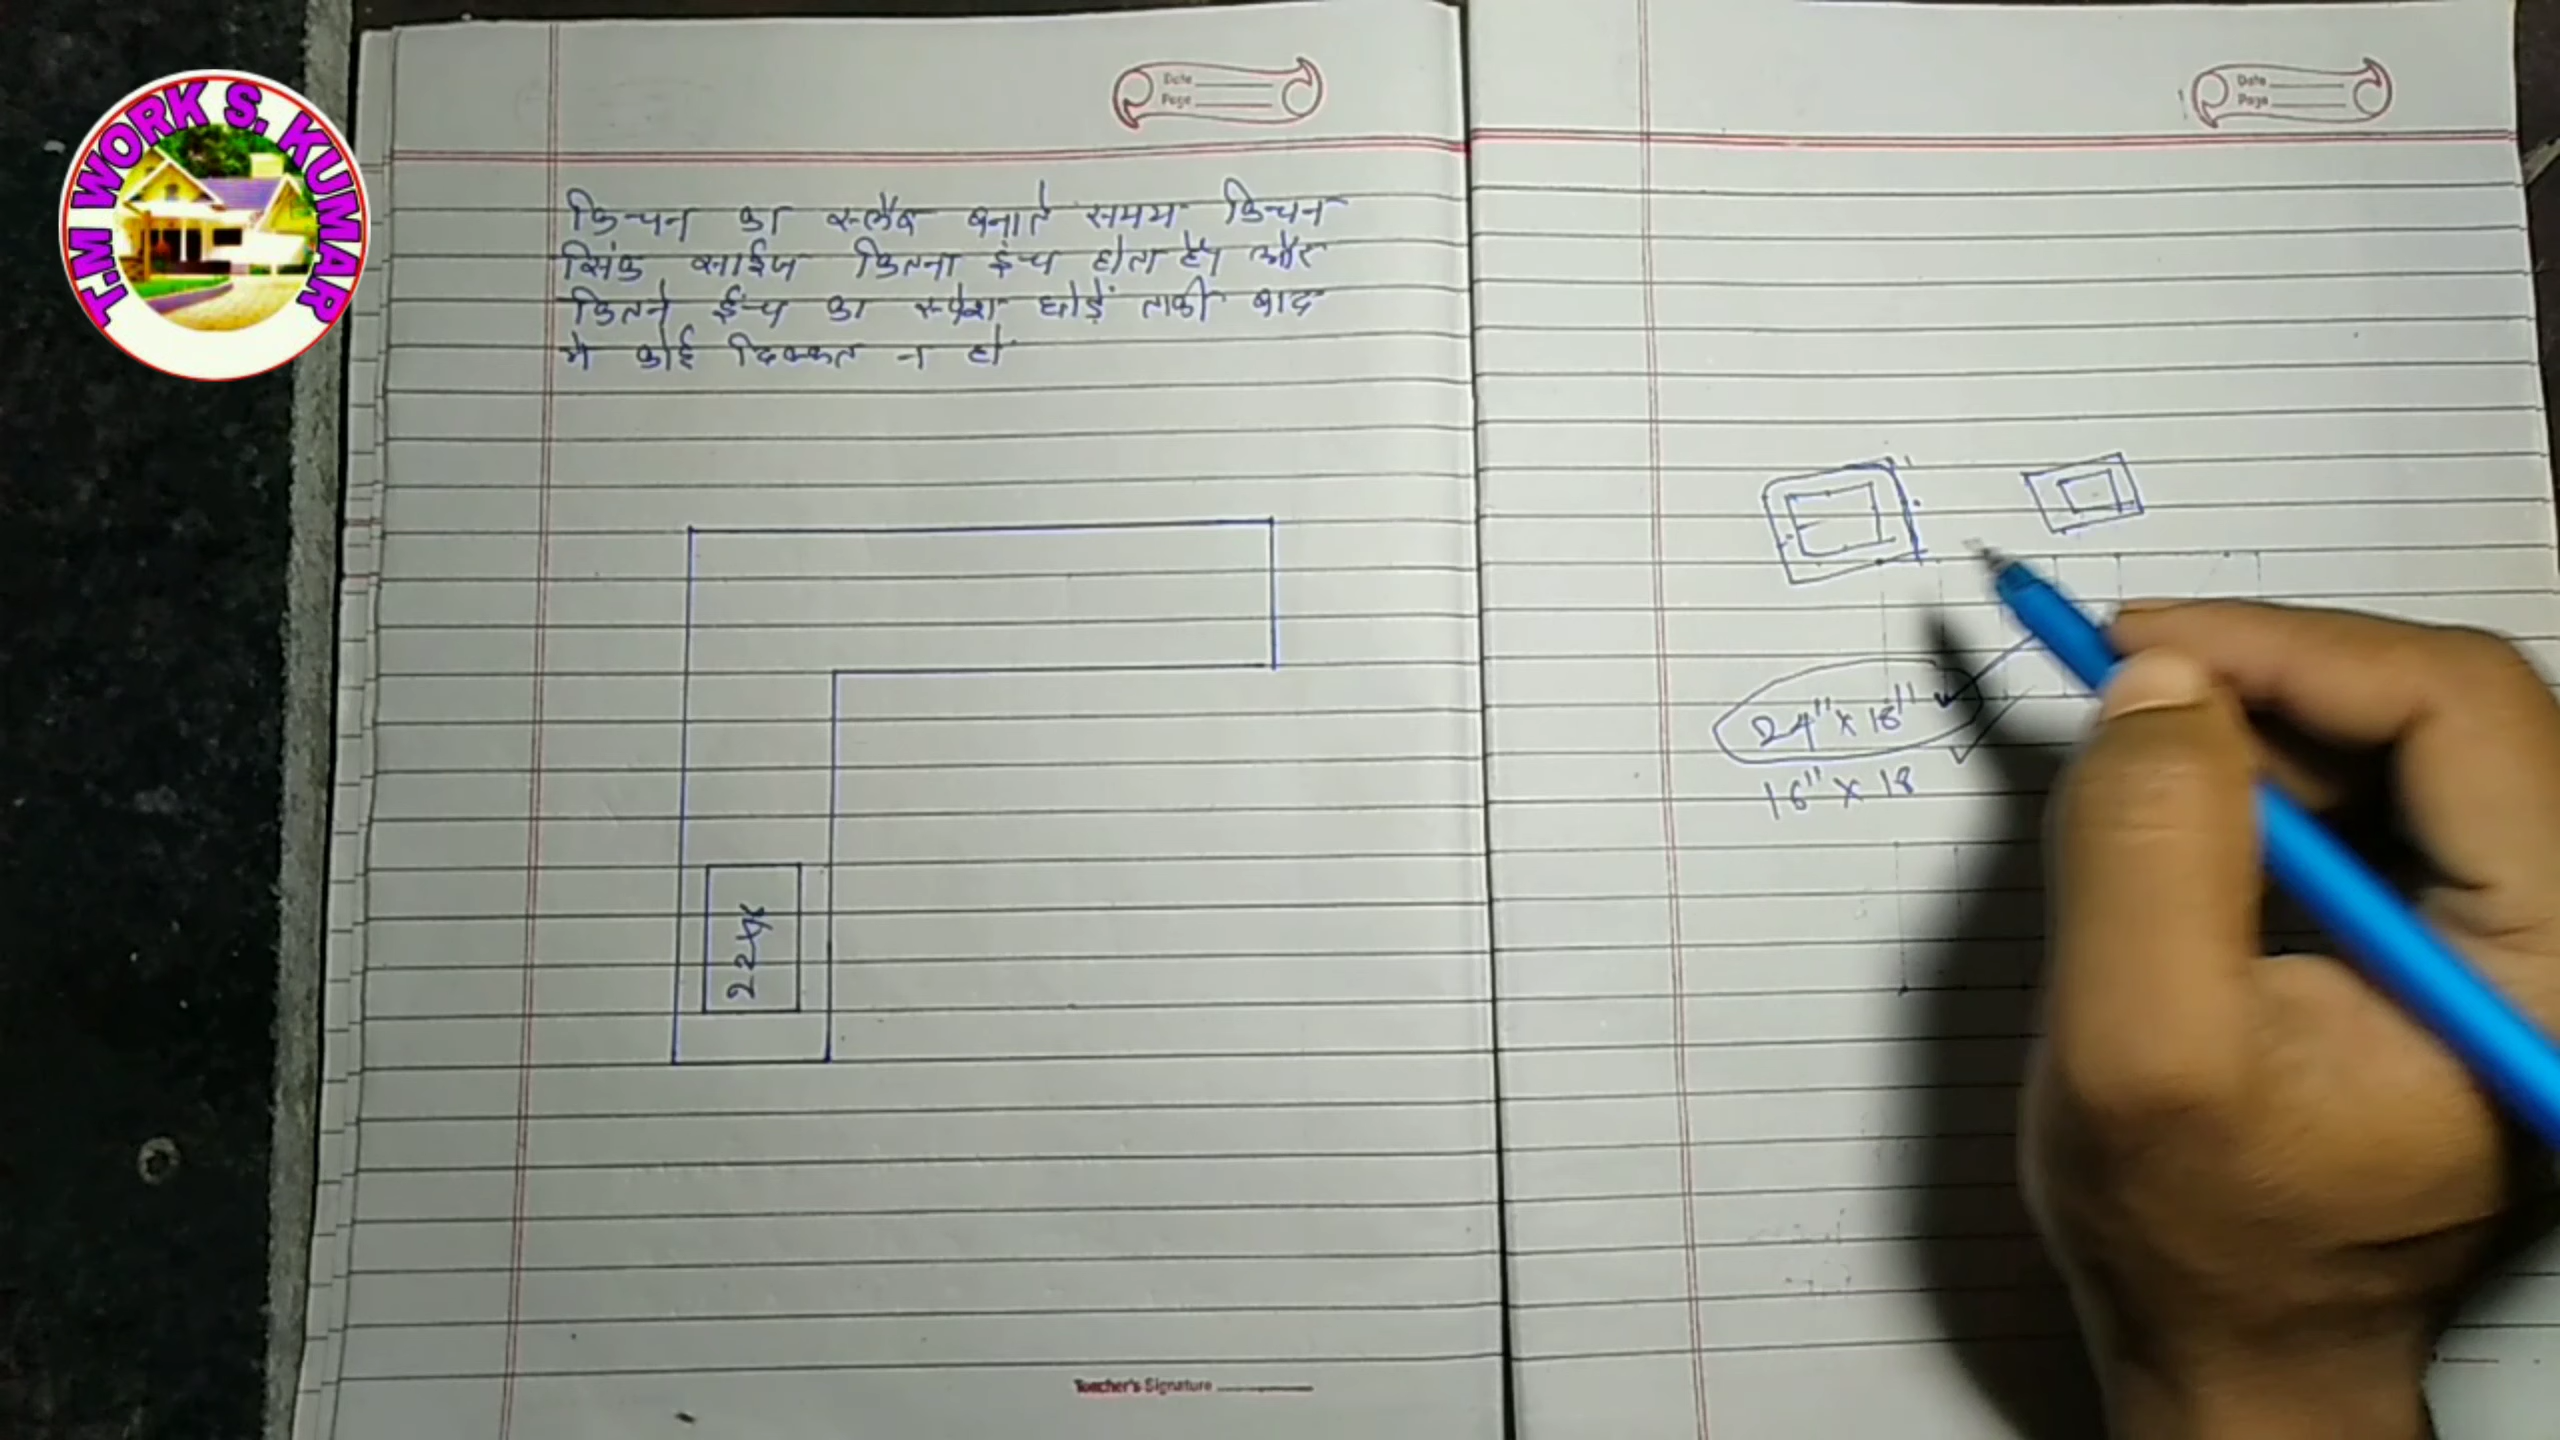 T.M WORK S. KUMAR
Date
Page
किचन का स्लैब बनाते समय किचन
सिंक साईज कितना इंच होता है। और
कितने ईन्च का स्पेश छोड़ें ताकी बाद
मे कोई दिक्कत न हो
Teacher's Signature
Date
Page
24" x 18"
16" x 18